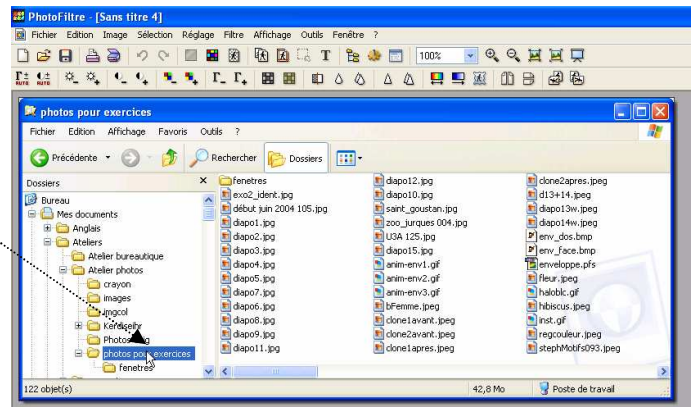 PhotoFiltre - [Sans titre 4]
Fichier Edition Image Sélection Réglage Filtre Affichage Outils Fenêtre ?
100%
photos pour exercices
Fichier Edition Affichage Favoris Outils ?
Précédente Rechercher Dossiers
Dossiers
Bureau
Mes documents
Anglais
Ateliers
Atelier bureautique
Atelier photos
crayon
images
imgcol
photos pour exercices
fenetres
fenetres
exo2_ident.jpg
début juin 2004 105.jpg
diapo1.jpg
diapo2.jpg
diapo3.jpg
diapo4.jpg
diapo5.jpg
diapo7.jpg
diapo6.jpg
diapo8.jpg
diapo9.jpg
diapo11.jpg
diapo12.jpg
diapo10.jpg
saint_goustan.jpg
zoo_jurques 004.jpg
U3A 125.jpg
diapo15.jpg
anim-env1.gif
anim-env2.gif
anim-env3.gif
bFemme.jpeg
clone1avant.jpeg
clone2avant.jpeg
clone1apres.jpeg
clone2apres.jpeg
d13+14.jpeg
diapo13w.jpeg
diapo14w.jpeg
env_dos.bmp
env_face.bmp
enveloppe.pfs
fleur.jpeg
haloblc.gif
hibiscus.jpeg
inst.gif
regcouleur.jpeg
stephMotifs093.jpeg
122 objet(s) 42,8 Mo Poste de travail